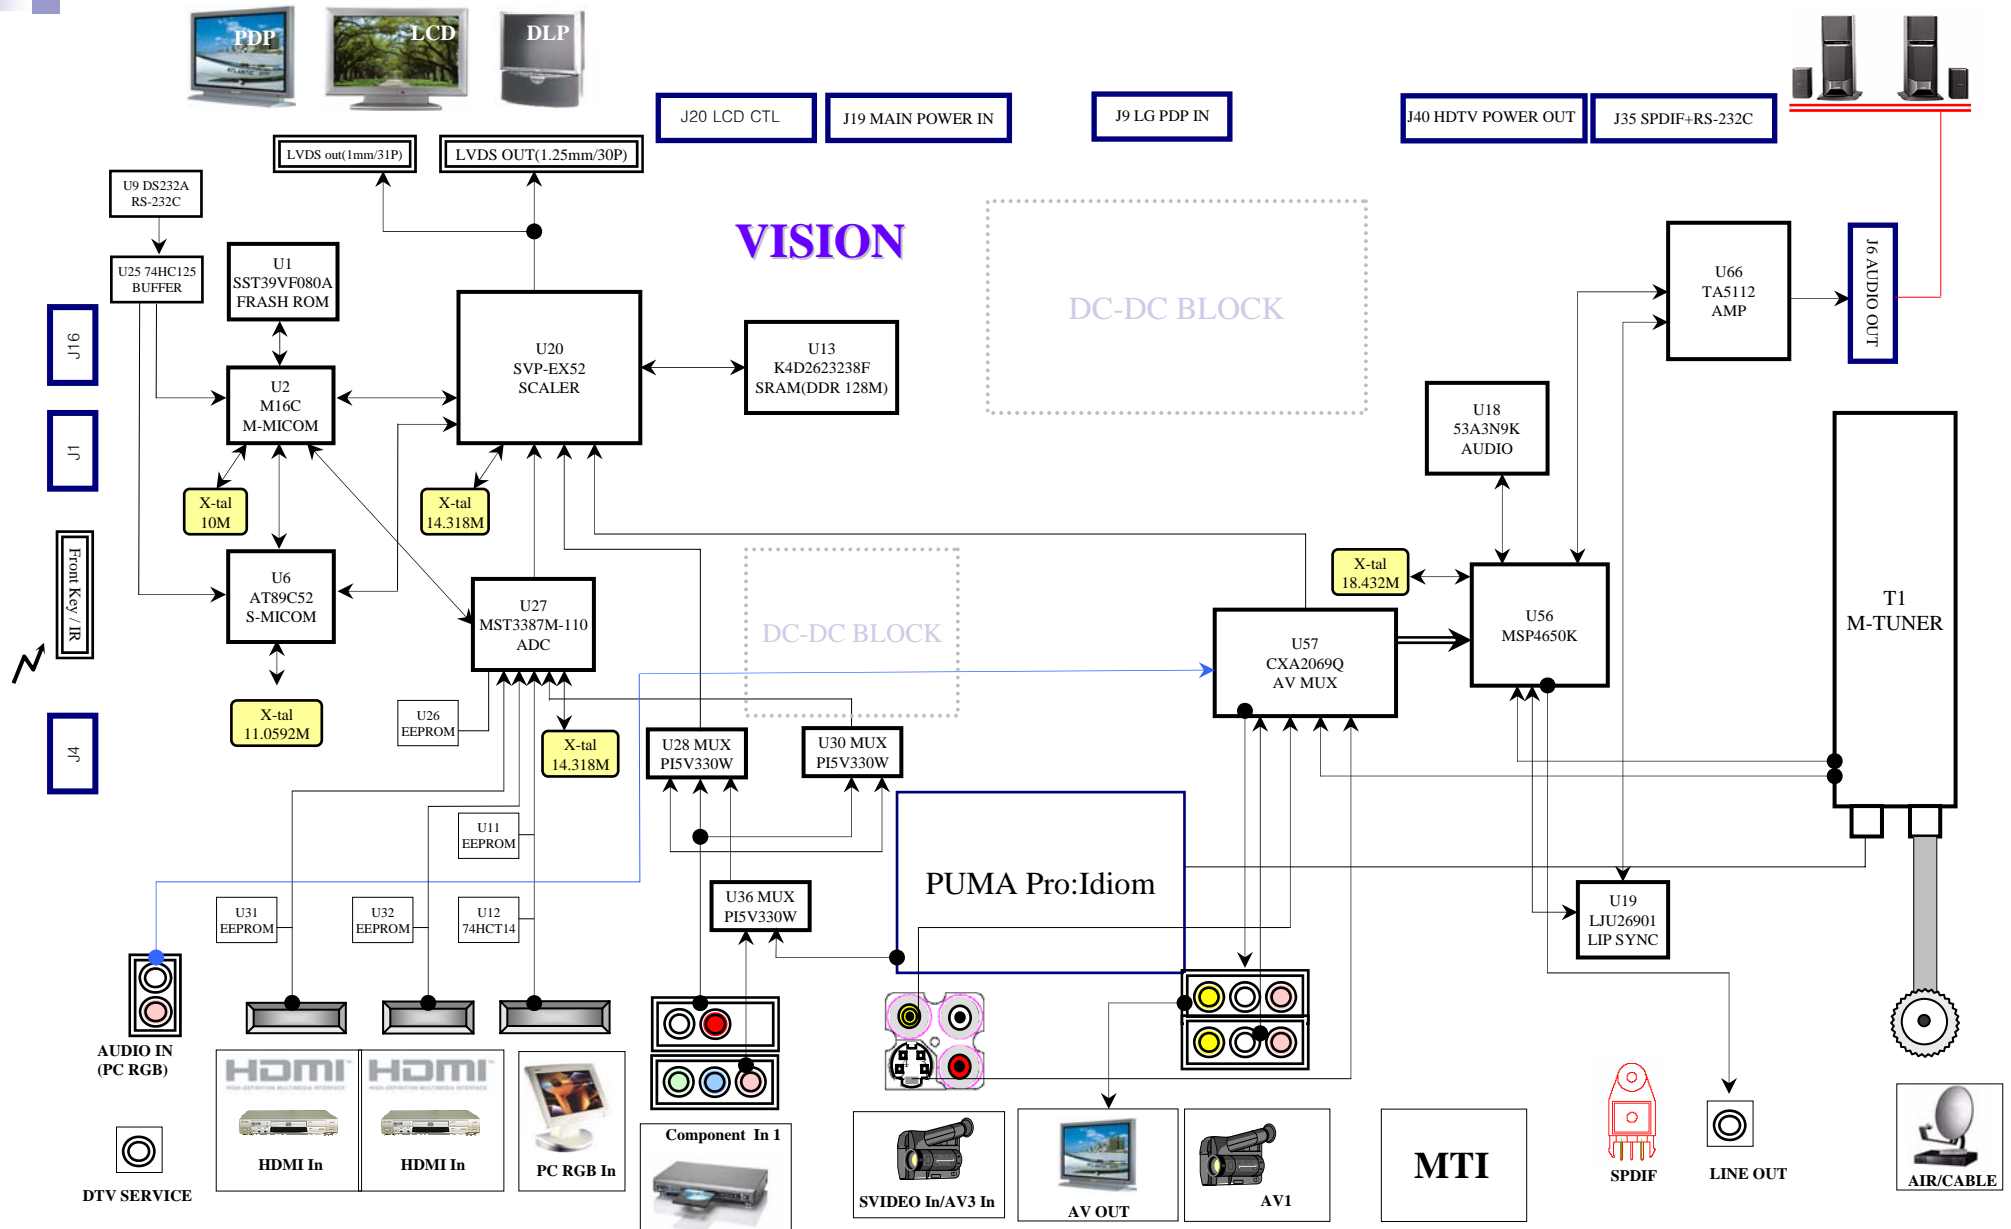 PDP
LCD
DLP
J20 LCD CTL
J19 MAIN POWER IN
J9 LG PDP IN
J40 HDTV POWER OUT
J35 SPDIF+RS-232C
LVDS out(1mm/31P)
LVDS OUT(1.25mm/30P)
U9 DS232A
RS-232C
VISION
U25 74HC125
BUFFER
U1
SST39VF080A
FRASH ROM
DC-DC BLOCK
U66
TA5112
AMP
J6 AUDIO OUT
J16
U20
SVP-EX52
SCALER
U13
K4D2623238F
SRAM(DDR 128M)
U2
M16C
M-MICOM
J1
U18
53A3N9K
AUDIO
X-tal
10M
X-tal
14.318M
Front Key / IR
U6
AT89C52
S-MICOM
U27
MST3387M-110
ADC
DC-DC BLOCK
X-tal
18.432M
U56
MSP4650K
T1
M-TUNER
U57
CXA2069Q
AV MUX
X-tal
11.0592M
U26
EEPROM
X-tal
14.318M
J4
U28 MUX
PI5V330W
U30 MUX
PI5V330W
U11
EEPROM
PUMA Pro:Idiom
U36 MUX
PI5V330W
U31
EEPROM
U32
EEPROM
U12
74HCT14
U19
LJU26901
LIP SYNC
AUDIO IN
(PC RGB)
HDMI
HIGH-DEFINITION MULTIMEDIA INTERFACE
HDMI In
HDMI
HIGH-DEFINITION MULTIMEDIA INTERFACE
HDMI In
PC RGB In
Component In 1
SVIDEO In/AV3 In
AV OUT
AV1
MTI
SPDIF
LINE OUT
AIR/CABLE
DTV SERVICE